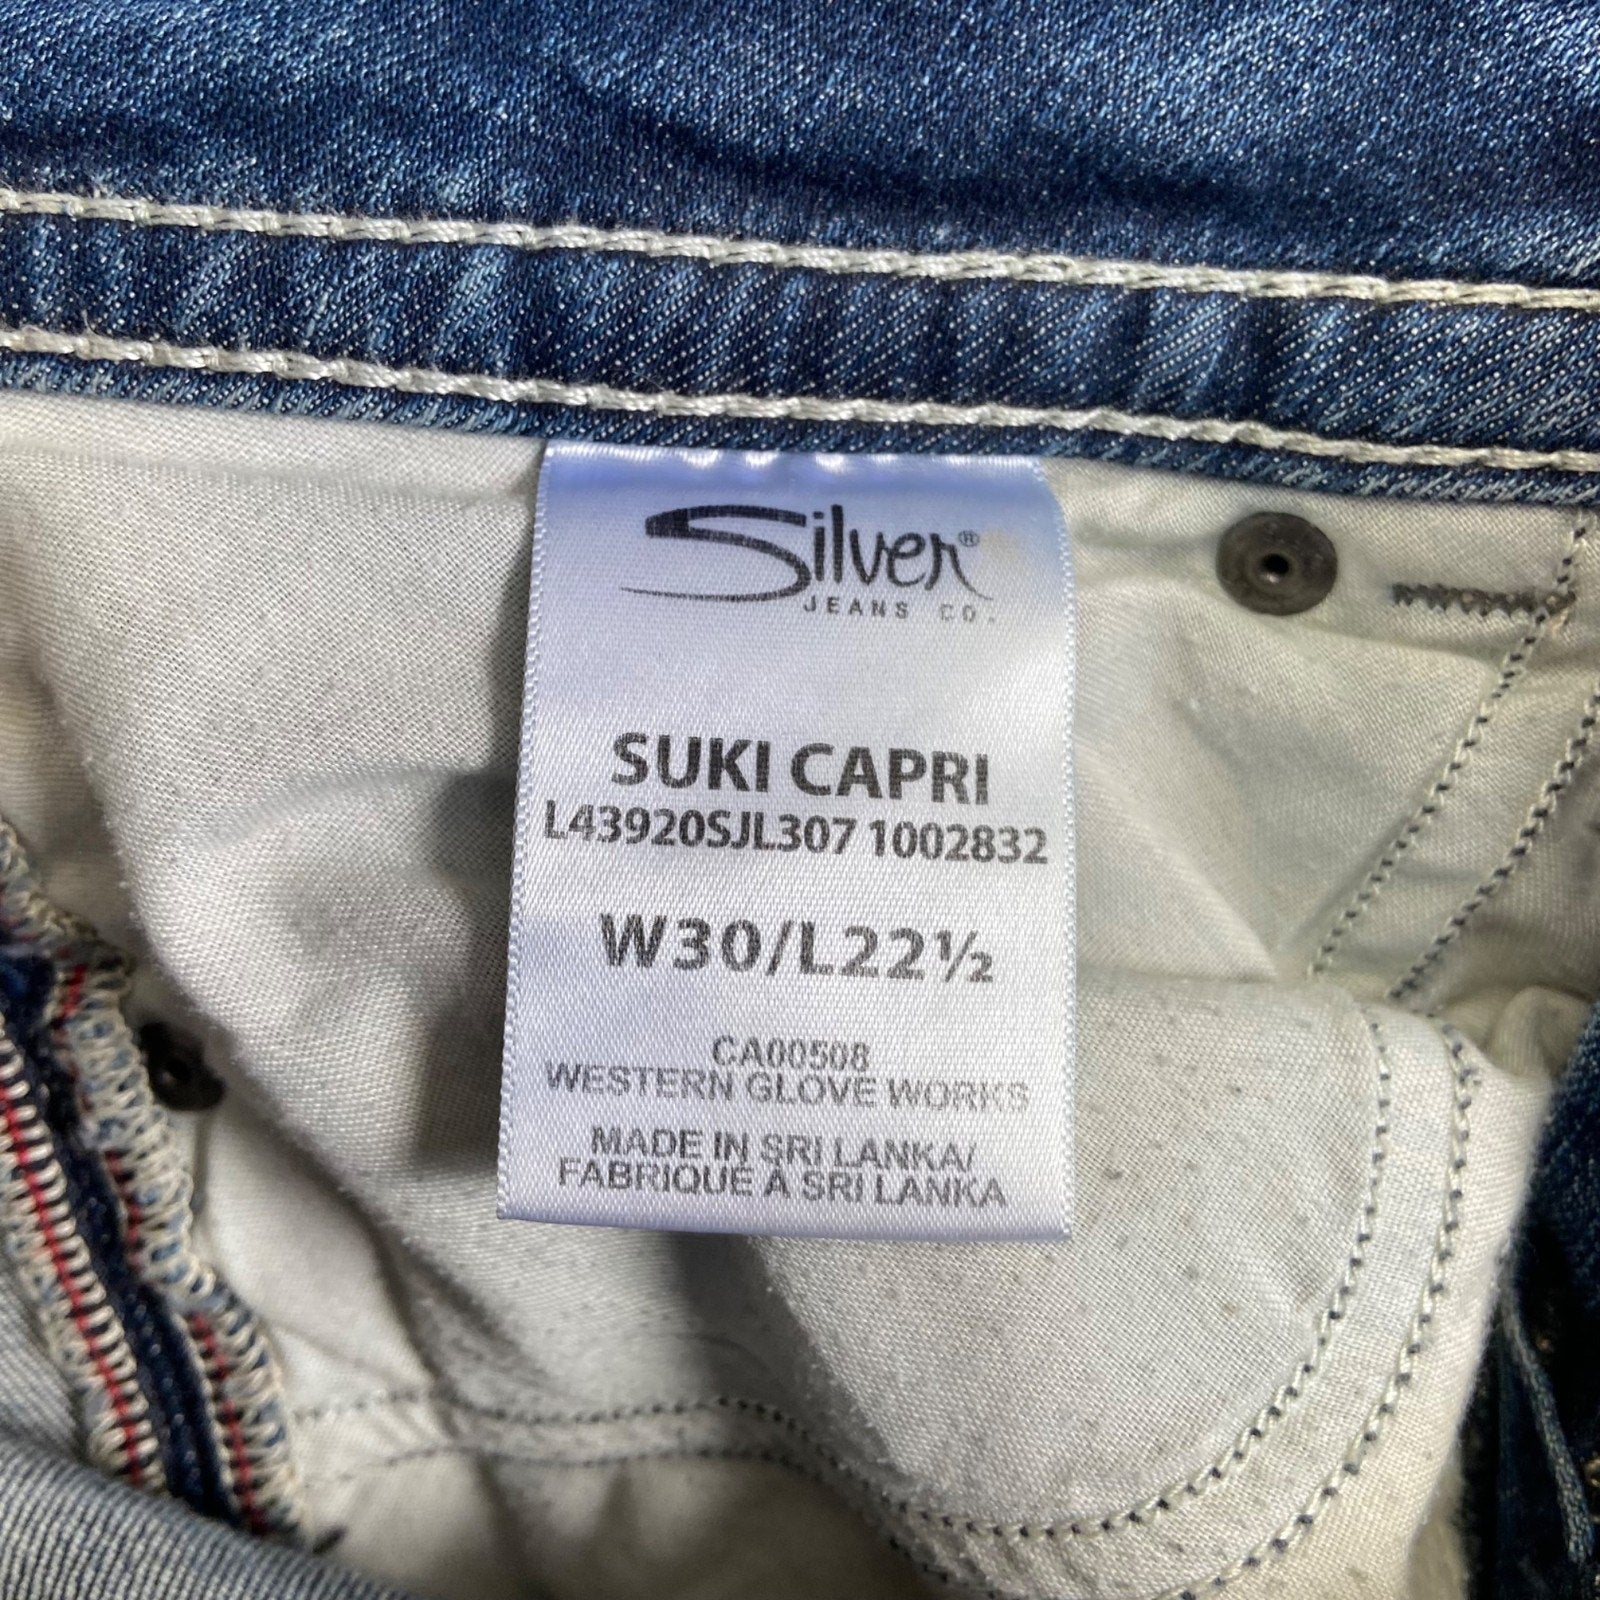 Silver®
JEANS CO.
SUKI CAPRI
L43920SJL307 1002832
W30/L22½
CA00508
WESTERN GLOVE WORKS
MADE IN SRI LANKA/
FABRIQUE À SRI LANKA